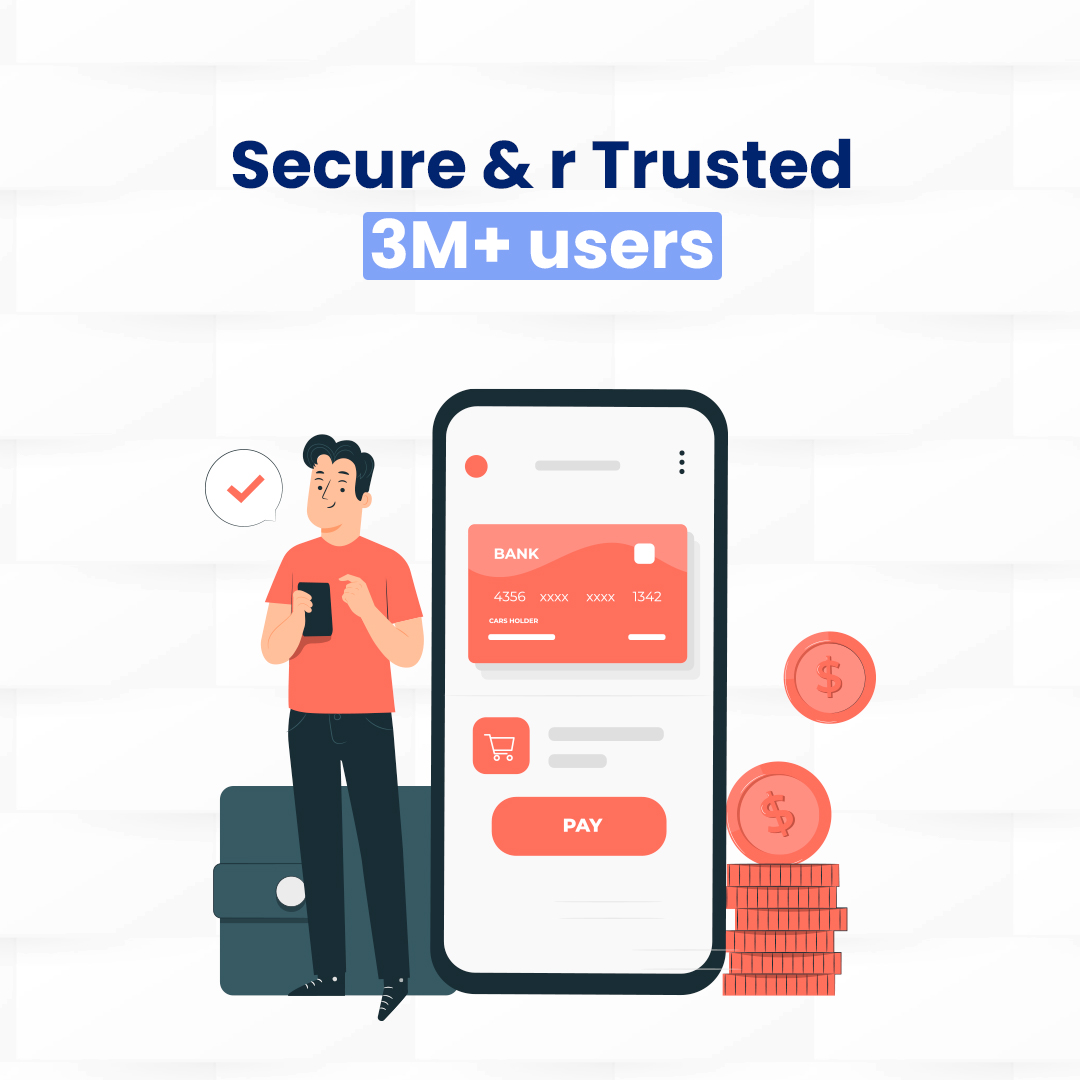 Secure & r Trusted
3M+ users
BANK
4356 xxxx xxxx 1342
CARS HOLDER
$
PAY
$